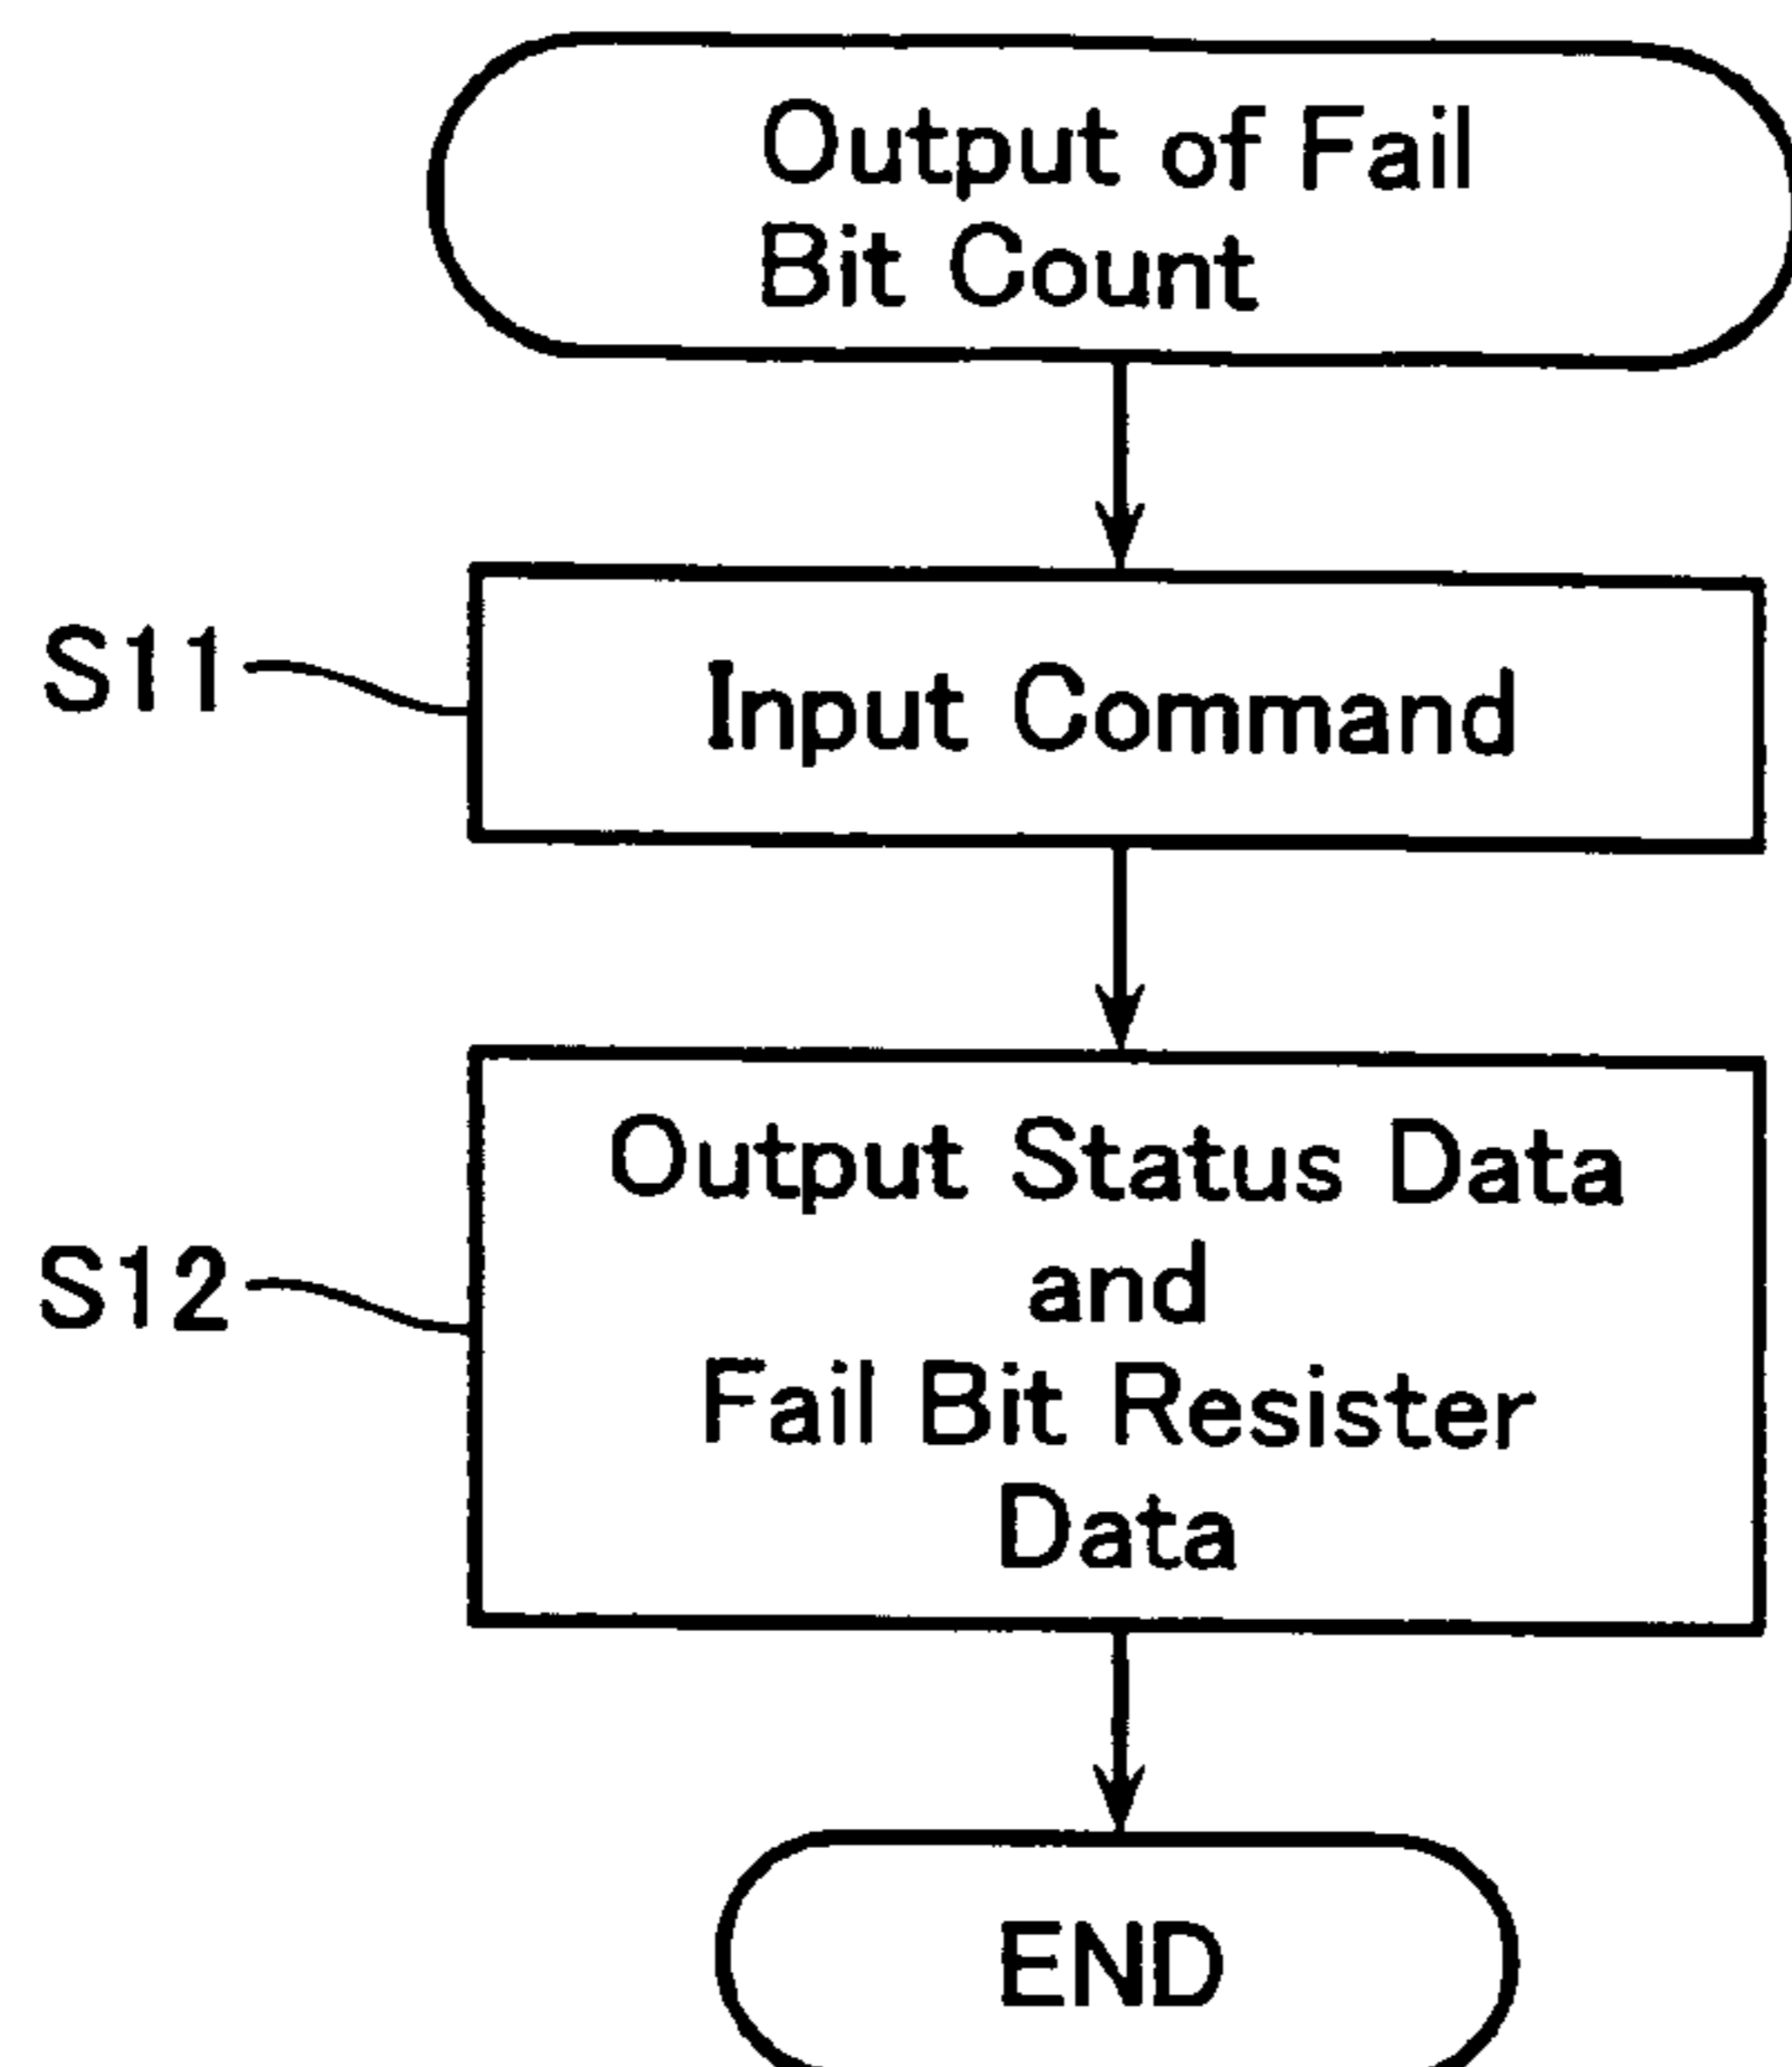 Output of Fail
Bit Count
S11
Input Command
Output Status Data
and
S12
Fail Bit Resister
Data
END